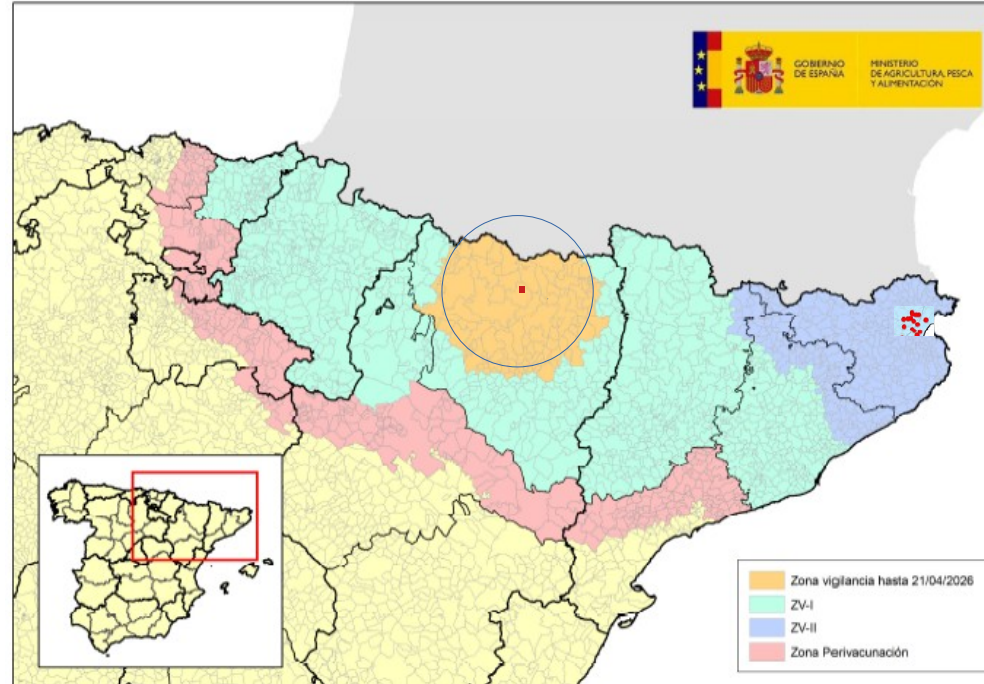 GOBIERNO
DE ESPAÑA
MINISTERIO
DE AGRICULTURA, PESCA
Y ALIMENTACIÓN
Zona vigilancia hasta 21/04/2026
ZV-I
ZV-II
Zona Perivacunación